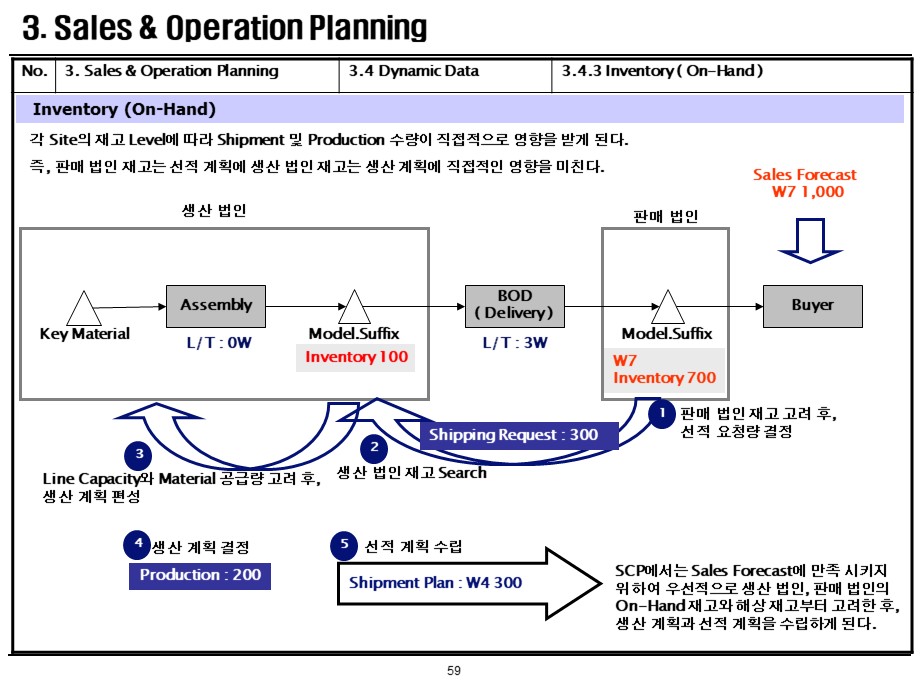 3. Sales & Operation Planning
No. 3. Sales & Operation Planning 3.4 Dynamic Data 3.4.3 Inventory ( On-Hand )
Inventory (On-Hand)
각 Site의 재고 Level에 따라 Shipment 및 Production 수량이 직접적으로 영향을 받게 된다.
즉, 판매 법인 재고는 선적 계획에 생산 법인 재고는 생산 계획에 직접적인 영향을 미친다.
Sales Forecast
W7 1,000
생산 법인
판매 법인
Assembly
BOD
( Delivery )
Buyer
Key Material
Model.Suffix
Model.Suffix
L/T : 0W
L/T : 3W
Inventory 100
W7
Inventory 700
1 판매 법인 재고 고려 후,
선적 요청량 결정
Shipping Request : 300
2
생산 법인 재고 Search
3
Line Capacity와 Material 공급량 고려 후,
생산 계획 편성
4 생산 계획 결정
Production : 200
5 선적 계획 수립
Shipment Plan : W4 300
SCP에서는 Sales Forecast에 만족 시키지
위하여 우선적으로 생산 법인, 판매 법인의
On-Hand 재고와 해상 재고부터 고려한 후,
생산 계획과 선적 계획을 수립하게 된다.
59